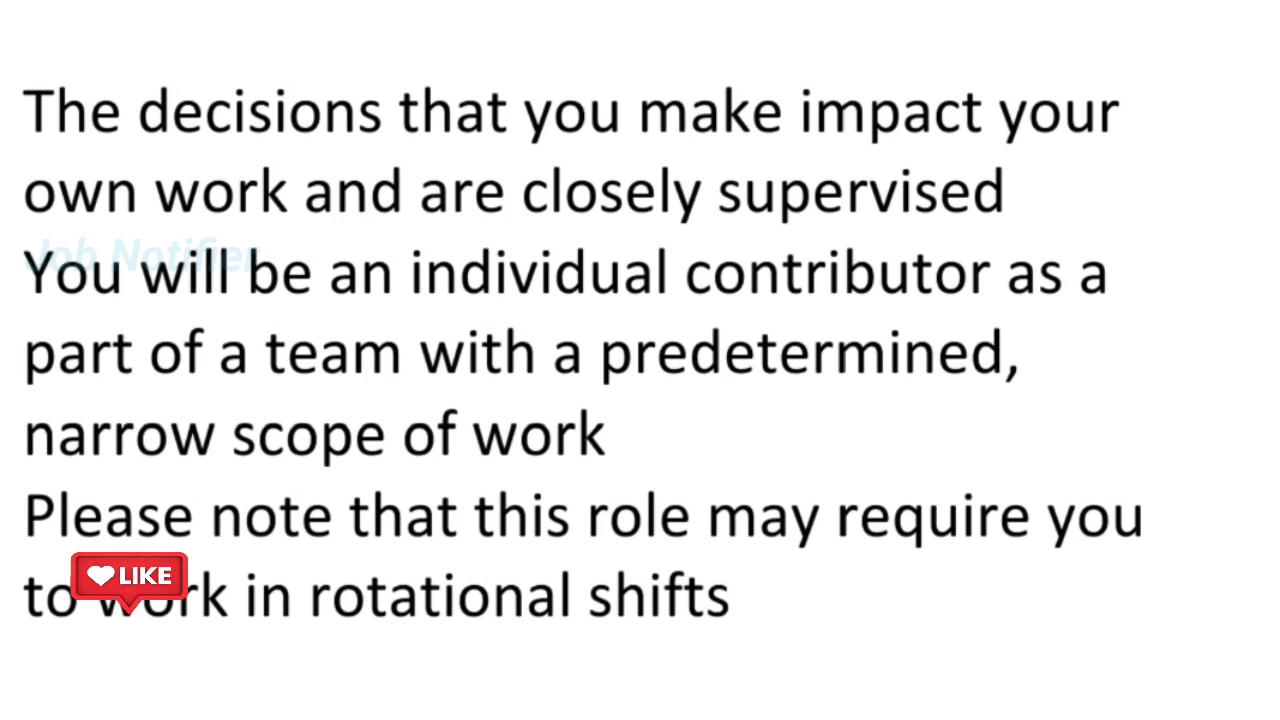 The decisions that you make impact your
own work and are closely supervised
Job Notifier
You will be an individual contributor as a
part of a team with a predetermined,
narrow scope of work
Please note that this role may require you
LIKE
to work in rotational shifts